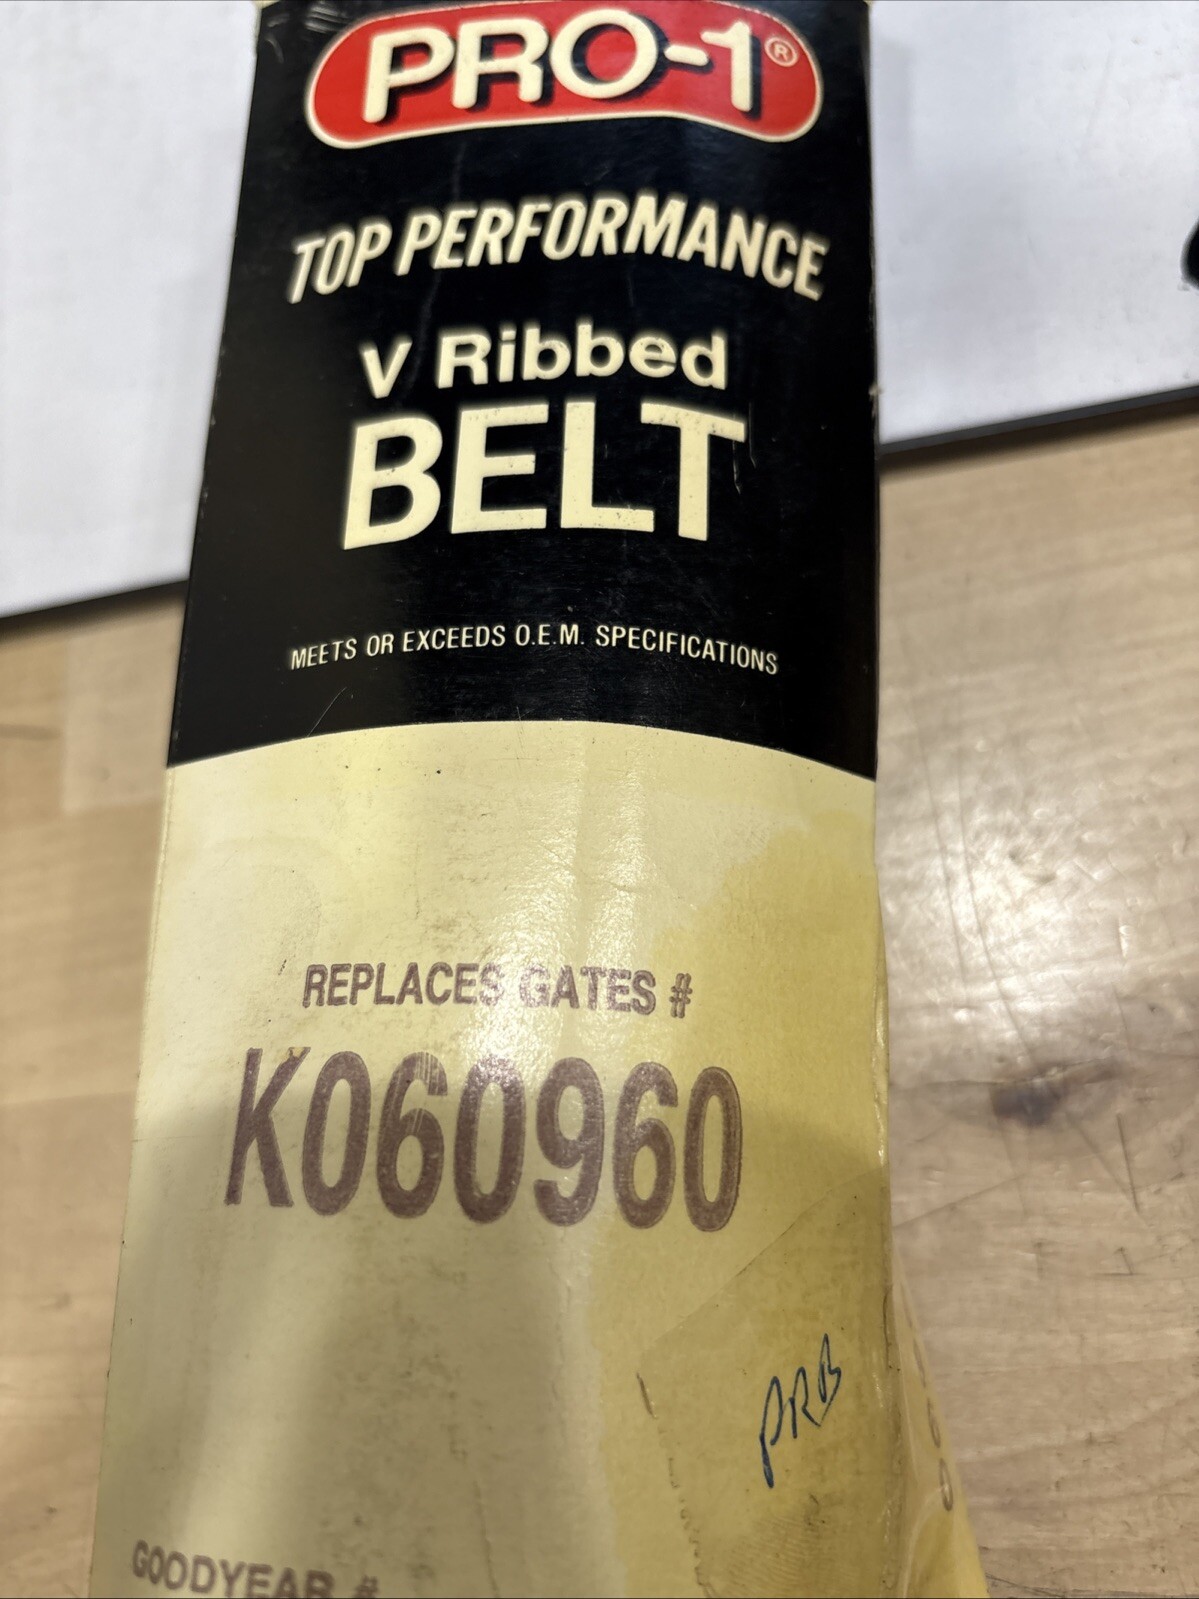 PRO-1®
TOP PERFORMANCE
V Ribbed
BELT
MEETS OR EXCEEDS O.E.M. SPECIFICATIONS
REPLACES GATES #
K060960
PRB
GOODYEAR #